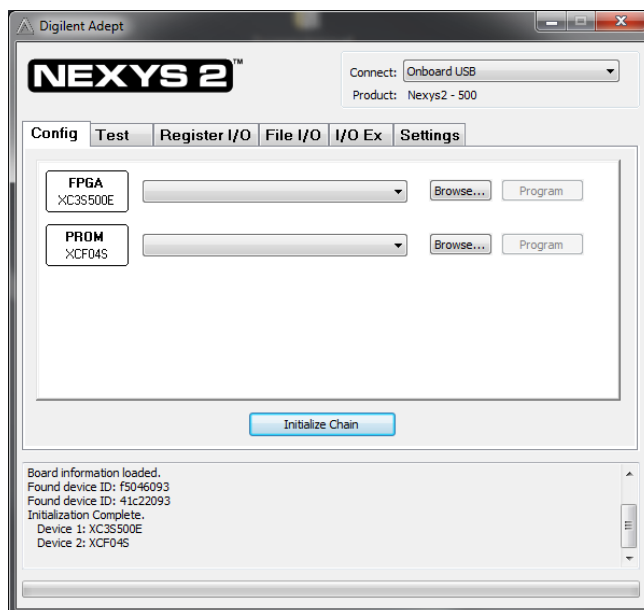 Digilent Adept
NEXYS 2™
Connect: Onboard USB
Product: Nexys2 - 500
Config Test Register I/O File I/O I/O Ex Settings
FPGA
XC3S500E
Browse... Program
PROM
XCF04S
Browse... Program
Initialize Chain
Board information loaded.
Found device ID: f5046093
Found device ID: 41c22093
Initialization Complete.
Device 1: XC3S500E
Device 2: XCF04S